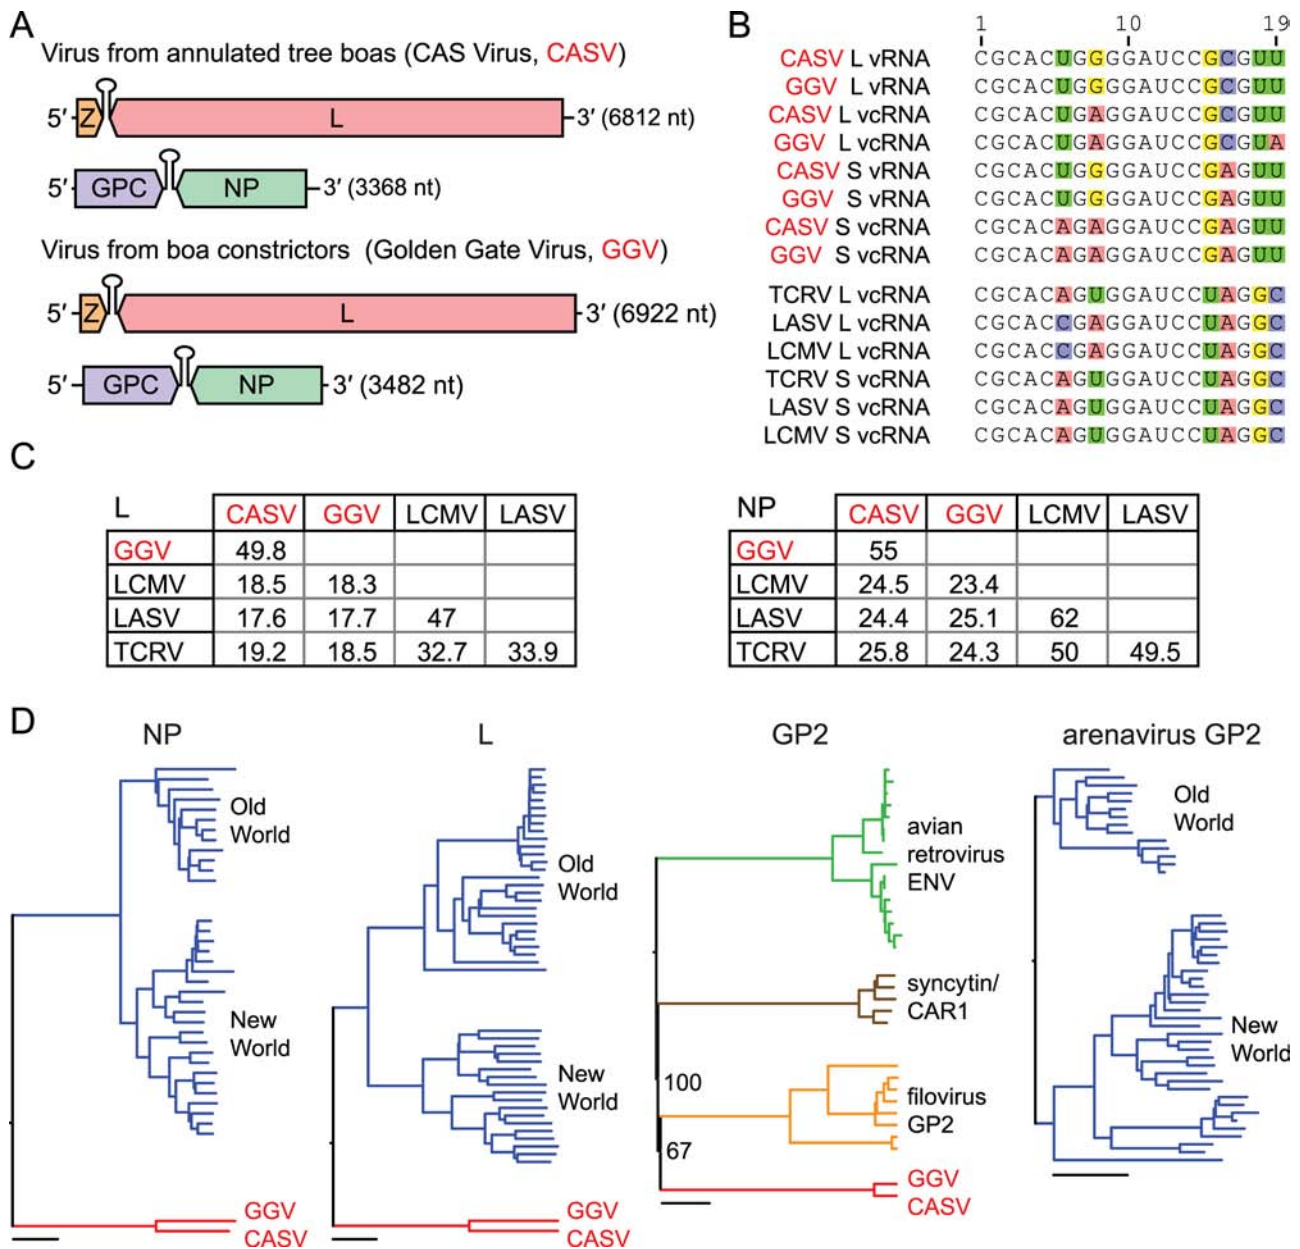 A
Virus from annulated tree boas (CAS Virus, CASV)
5′ Z L 3′ (6812 nt)
5′ GPC NP 3′ (3368 nt)
Virus from boa constrictors (Golden Gate Virus, GGV)
5′ Z L 3′ (6922 nt)
5′ GPC NP 3′ (3482 nt)
B
1 10 19
CASV L vRNA CGCACUGGGGAUCCGCGUU
GGV L vRNA CGCACUGGGGAUCCGCGUU
CASV L vcRNA CGCACUGAGGAUCCGCGUU
GGV L vcRNA CGCACUGAGGAUCCGCGUA
CASV S vRNA CGCACUGGGGAUCCGAGUU
GGV S vRNA CGCACUGGGGAUCCGAGUU
CASV S vcRNA CGCACAGAGGAUCCGAGUU
GGV S vcRNA CGCACAGAGGAUCCGAGUU
TCRV L vcRNA CGCACAGUGGAUCCUAGGC
LASV L vcRNA CGCACCGAGGAUCCUAGGC
LCMV L vcRNA CGCACCGAGGAUCCUAGGC
TCRV S vcRNA CGCACAGUGGAUCCUAGGC
LASV S vcRNA CGCACAGUGGAUCCUAGGC
LCMV S vcRNA CGCACAGUGGAUCCUAGGC
C
L CASV GGV LCMV LASV
GGV 49.8
LCMV 18.5 18.3
LASV 17.6 17.7 47
TCRV 19.2 18.5 32.7 33.9
NP CASV GGV LCMV LASV
GGV 55
LCMV 24.5 23.4
LASV 24.4 25.1 62
TCRV 25.8 24.3 50 49.5
D
NP
Old
World
New
World
GGV
CASV
L
Old
World
New
World
GGV
CASV
GP2
avian
retrovirus
ENV
syncytin/
CAR1
100
filovirus
GP2
67
GGV
CASV
arenavirus GP2
Old
World
New
World